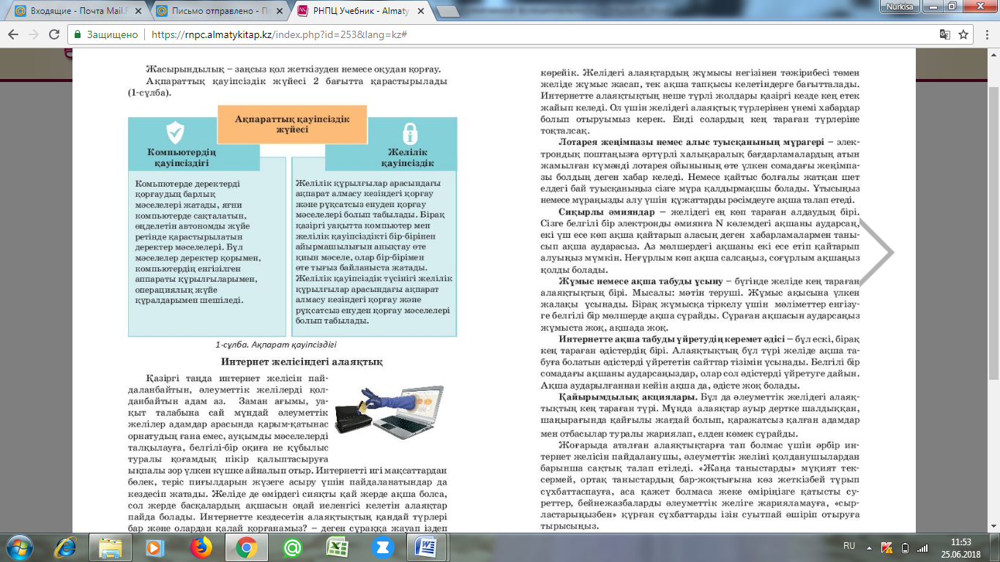 Входящие - Почта Mail.R
Письмо отправлено - По
РНПЦ Учебник - Almaty
Nurkisa
Защищено
https://rnpc.almatykitap.kz/index.php?id=253&lang=kz#
Жасырындылық – заңсыз қол жеткізуден немесе оқудан қорғау.
Ақпараттық қауіпсіздік жүйесі 2 бағытта қарастырылады
(1-сұлба).
Ақпараттық қауіпсіздік
жүйесі
Компьютердің
қауіпсіздігі
Комьпютерде деректерді
қорғаудың барлық
мәселелері жатады, яғни
компьютерде сақталатын,
өңделетін автономды жүйе
ретінде қарастырылатын
деректер мәселелері. Бұл
мәселелер деректер қорымен,
компьютердің енгізілген
аппараты құрылғыларымен,
операциялық жүйе
құралдарымен шешіледі.
Желілік
қауіпсіздік
Желілік құрылғылар арасындағы
ақпарат алмасу кезіндегі қорғау
және рұқсатсыз енуден қорғау
мәселелері болып табылады. Бірақ
қазіргі уақытта компьютер мен
желілік қауіпсіздікті бір-бірінен
айырмашылығын анықтау өте
қиын мәселе, олар бір-бірімен
өте тығыз байланыста жатады.
Желілік қауіпсіздік түсінігі желілік
құрылғылар арасындағы ақпарат
алмасу кезіндегі қорғау және
рұқсатсыз енуден қорғау мәселелері
болып табылады.
1-сұлба. Ақпарат қауіпсіздігі
Интернет желісіндегі алаяқтық
Қазіргі таңда интернет желісін пай-
даланбайтын, әлеуметтік желілерді қол-
данбайтын адам аз. Заман ағымы, уа-
қыт талабына сай мұндай әлеуметтік
желілер адамдар арасында қарым-қатынас
орнатудың ғана емес, ауқымды мәселелерді
талқылауға, белгілі-бір оқиға не құбылыс
туралы қоғамдық пікір қалыптасыруға
ықпалы зор үлкен күшке айналып отыр. Интернетті игі мақсаттардан
бөлек, теріс пиғылдарын жүзеге асыру үшін пайдаланатындар да
кездесіп жатады. Желіде де өмірдегі сияқты қай жерде ақша болса,
сол жерде басқалардың ақшасын оңай иеленгісі келетін алаяқтар
пайда болады. Интернетте кездесетін алаяқтықтың қандай түрлері
бар және олардан қалай қорғанамыз? – деген сұраққа жауап іздеп
көрейік. Желідегі алаяқтардың жұмысы негізінен тәжірибесі төмен
желіде жұмыс жасап, тек ақша тапқысы келетіндерге бағытталады.
Интернетте алаяқтықтың неше түрлі жолдары қазіргі кезде кең етек
жайып келеді. Ол үшін желідегі алаяқтық түрлерінен үнемі хабардар
болып отыруымыз керек. Енді солардың кең тараған түрлеріне
тоқталсақ.
Лотарея жеңімпазы немес алыс туысқанының мұрагері – элек-
трондық поштаңызға әртүрлі халықаралық бағдарламалардың атын
жамылған күмәнді лотарея ойынының өте үлкен сомадағы жеңімпа-
зы болдың деген хабар келеді. Немесе қайтыс болғалы жатқан шет
елдегі бай туысқаныңыз сізге мұра қалдырмақшы болады. Ұтысыңыз
немесе мұраңызды алу үшін құжаттарды рәсімдеуге ақша талап етеді.
Сиқырлы әмияндар – желідегі ең көп тараған алдаудың бірі.
Сізге белгілі бір электронды әмиянға N көлемдегі ақшаны аударсаң,
екі үш есе көп ақша қайтарып аласың деген хабарламалармен таны-
сып ақша аударасыз. Аз мөлшердегі ақшаны екі есе етіп қайтарып
алуыңыз мүмкін. Неғұрлым көп ақша салсаңыз, соғұрлым ақшаңыз
қолды болады.
Жұмыс немесе ақша табуды ұсыну – бүгінде желіде кең тараған
алаяқтықтың бірі. Мысалы: мәтін теруші. Жұмыс ақысына үлкен
жалақы ұсынады. Бірақ жұмысқа тіркелу үшін мәліметтер енгізу-
ге белгілі бір мөлшерде ақша сұрайды. Сұраған ақшасын аударсаңыз
жұмыста жоқ, ақшада жоқ.
Интернетте ақша табуды үйретудің керемет әдісі – бұл ескі, бірақ
кең тараған әдістердің бірі. Алаяқтықтың бұл түрі желіде ақша та-
буға болатын әдістерді үйрететін сайттар тізімін ұсынады. Белгілі бір
сомадағы ақшаны аударсаңыздар, олар сол әдістерді үйретуге дайын.
Ақша аударылғаннан кейін ақша да, әдісте жоқ болады.
Қайырымдылық акциялары. Бұл да әлеуметтік желідегі алаяқ-
тықтың кең тараған түрі. Мұнда алаяқтар ауыр дертке шалдыққан,
шаңырағында қайғылы жағдай болып, қаражатсыз қалған адамдар
мен отбасылар туралы жариялап, елден көмек сұрайды.
Жоғарыда аталған алаяқтықтарға тап болмас үшін әрбір ин-
тернет желісін пайдаланушы, әлеуметтік желіні қолданушылардан
барынша сақтық талап етіледі. «Жаңа таныстарды» мұқият тек-
сермей, ортақ таныстардың бар-жоқтығына көз жеткізбей тұрып
сұхбаттаспауға, аса қажет болмаса жеке өміріңізге қатысты су-
реттер, бейнежазбаларды әлеуметтік желіге жарияламауға, «сыр-
ластарыңызбен» құрған сұхбаттарды ізін суытпай өшіріп отыруға
тырысыңыз.
RU
11:53
25.06.2018